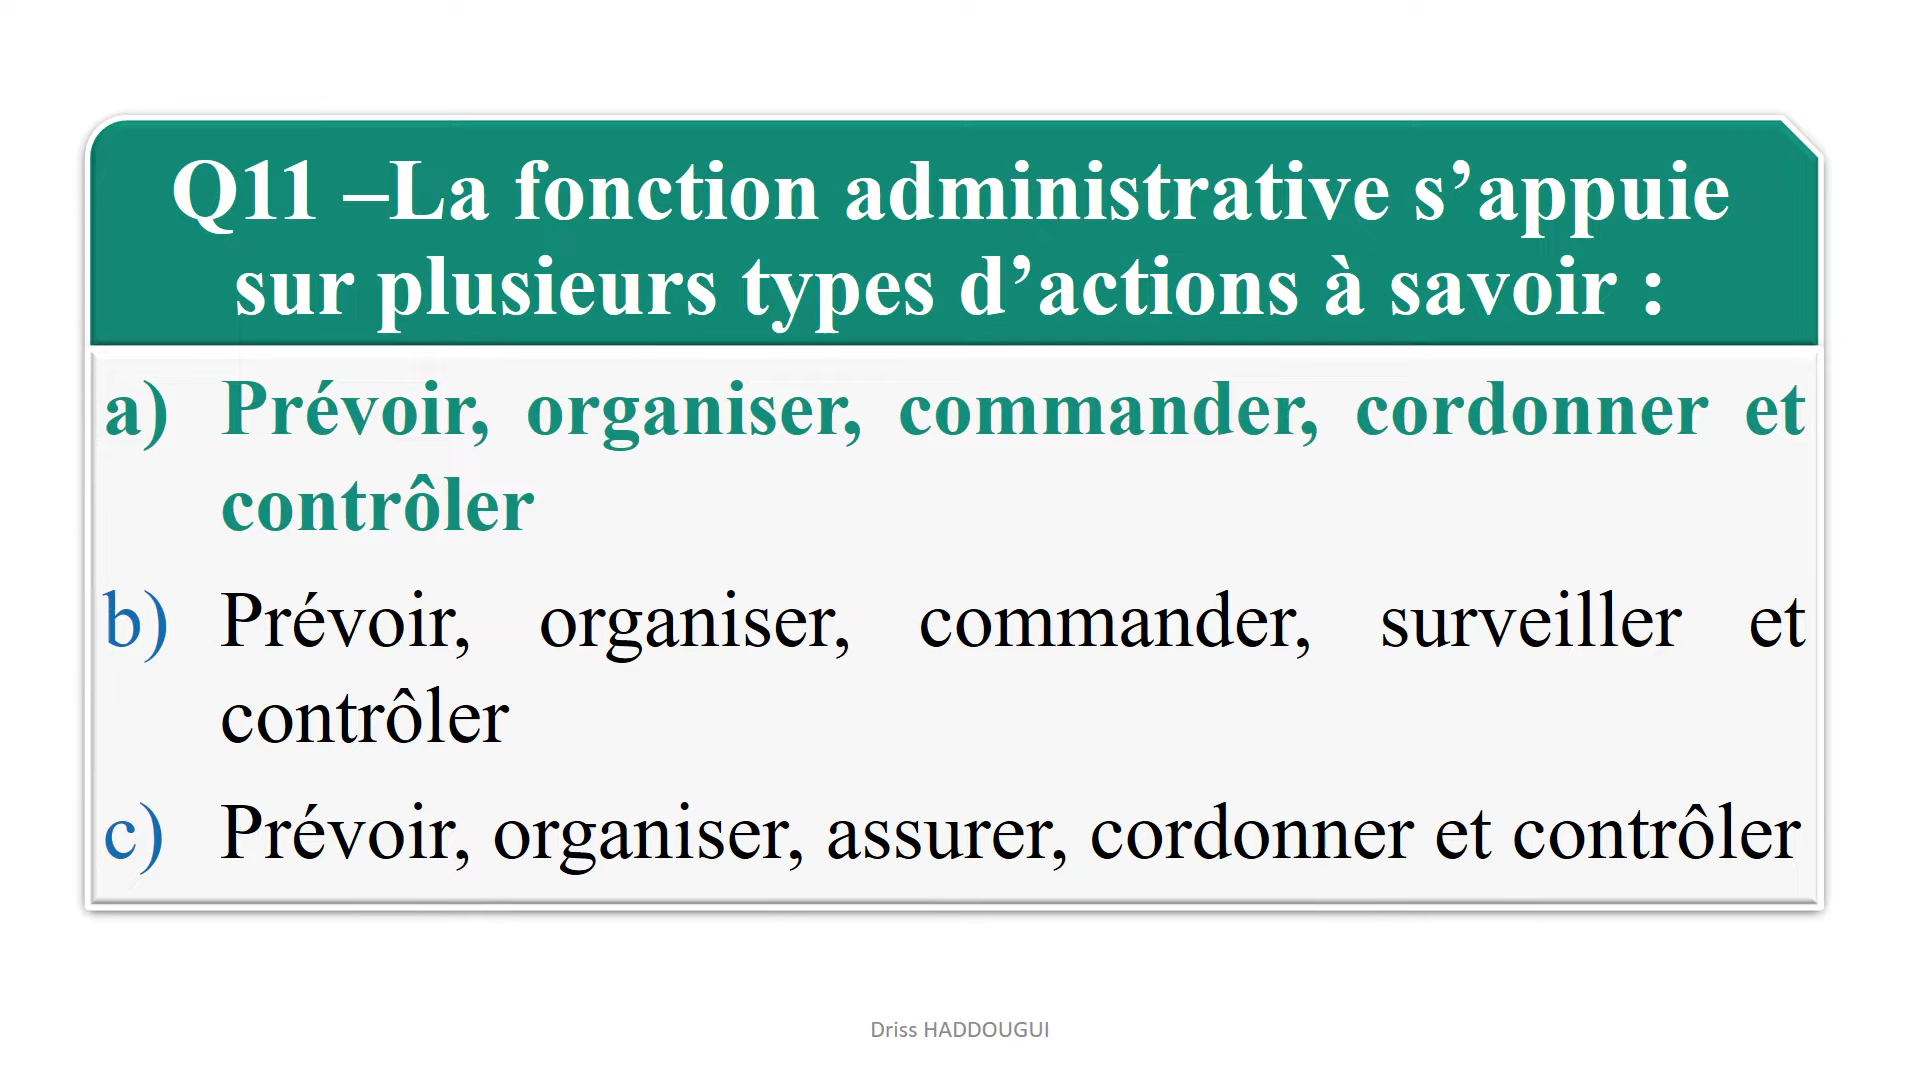 Q11 –La fonction administrative s’appuie
sur plusieurs types d’actions à savoir :
a) Prévoir, organiser, commander, cordonner et
contrôler
b) Prévoir, organiser, commander, surveiller et
contrôler
c) Prévoir, organiser, assurer, cordonner et contrôler
Driss HADDOUGUI